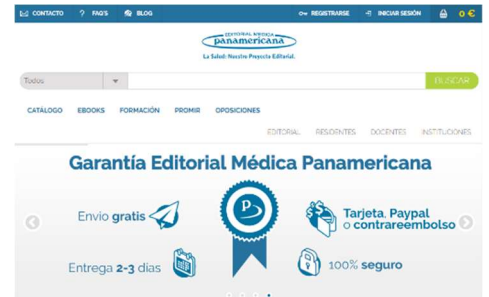 CONTACTO ? FAQ'S BLOG REGISTRARSE INICIAR SESIÓN 0 €
EDITORIAL MEDICA
panamericana
La Salud: Nuestro Proyecto Editorial.
Todos BUSCAR
CATÁLOGO EBOOKS FORMACIÓN PROMIR OPOSICIONES
EDITORIAL RESIDENTES DOCENTES INSTITUCIONES
Garantía Editorial Médica Panamericana
Envio gratis
Tarjeta, Paypal
o contrareembolso
Entrega 2-3 dias
100% seguro